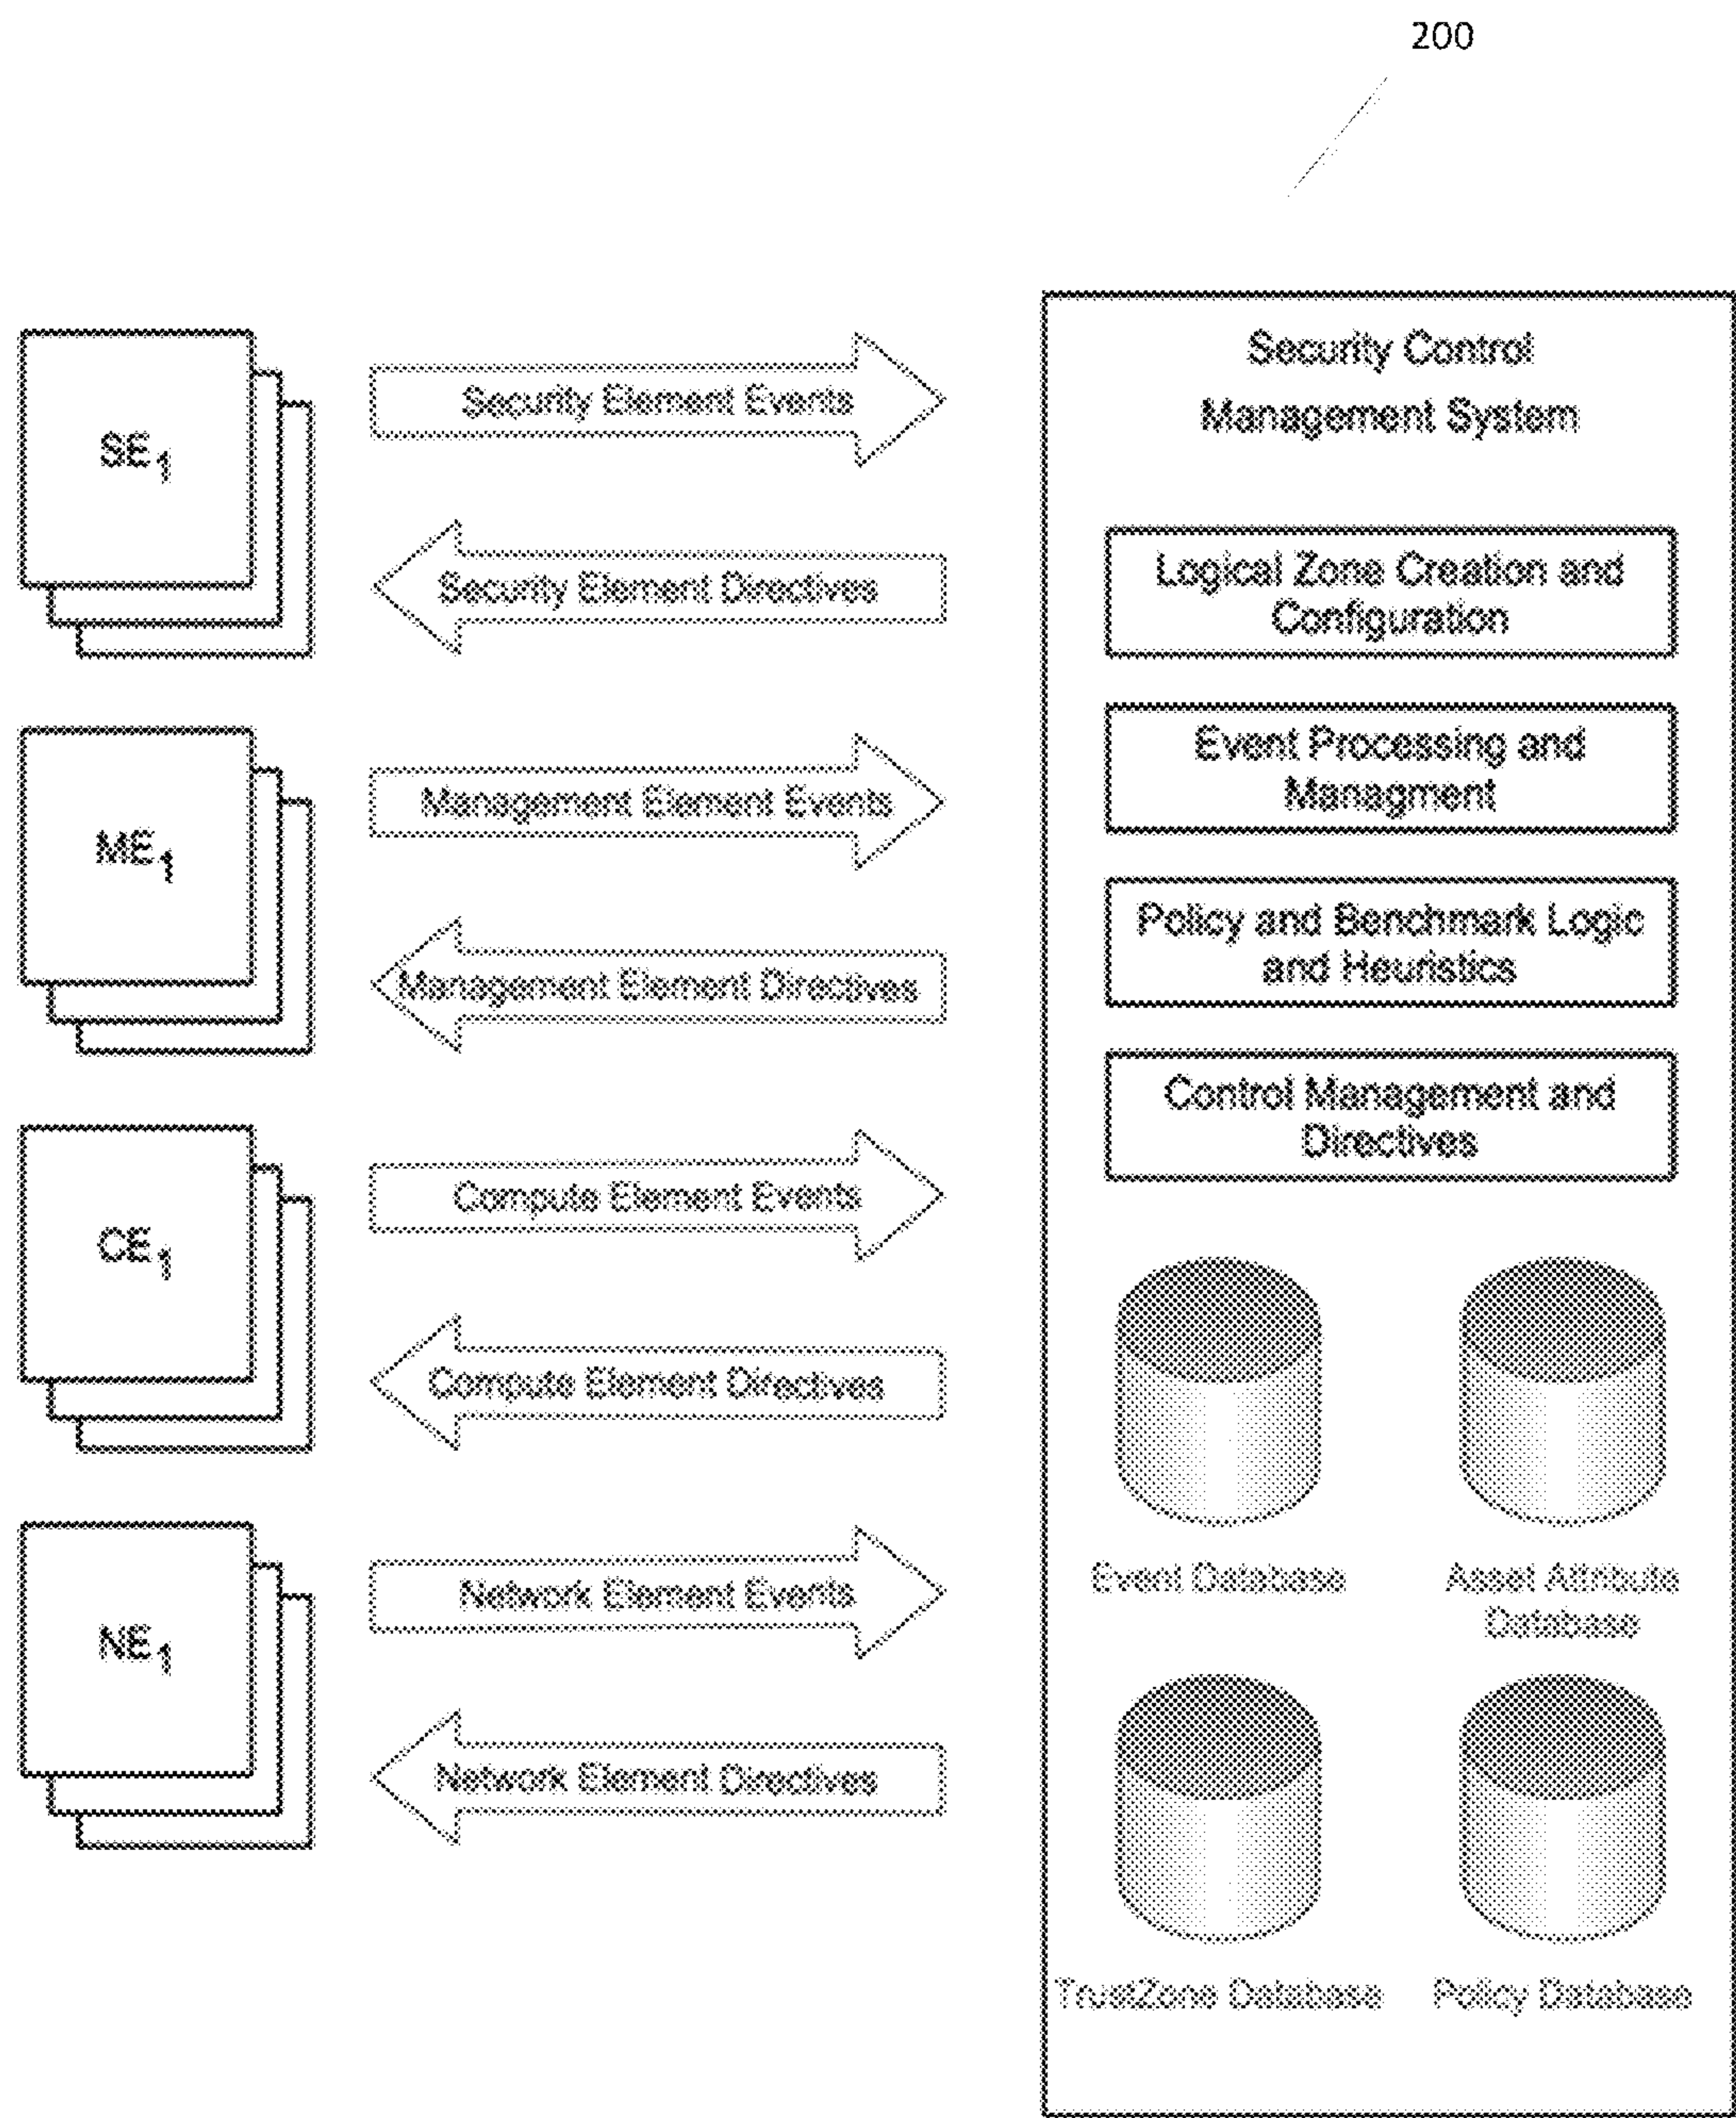 200
SE1
ME1
CE1
NE1
Security Element Events
Security Element Directives
Management Element Events
Management Element Directives
Compute Element Events
Compute Element Directives
Network Element Events
Network Element Directives
Security Control
Management System
Logical Zone Creation and
Configuration
Event Processing and
Managment
Policy and Benchmark Logic
and Heuristics
Control Management and
Directives
Event Database
Asset Attribute
Database
TrustZone Database
Policy Database